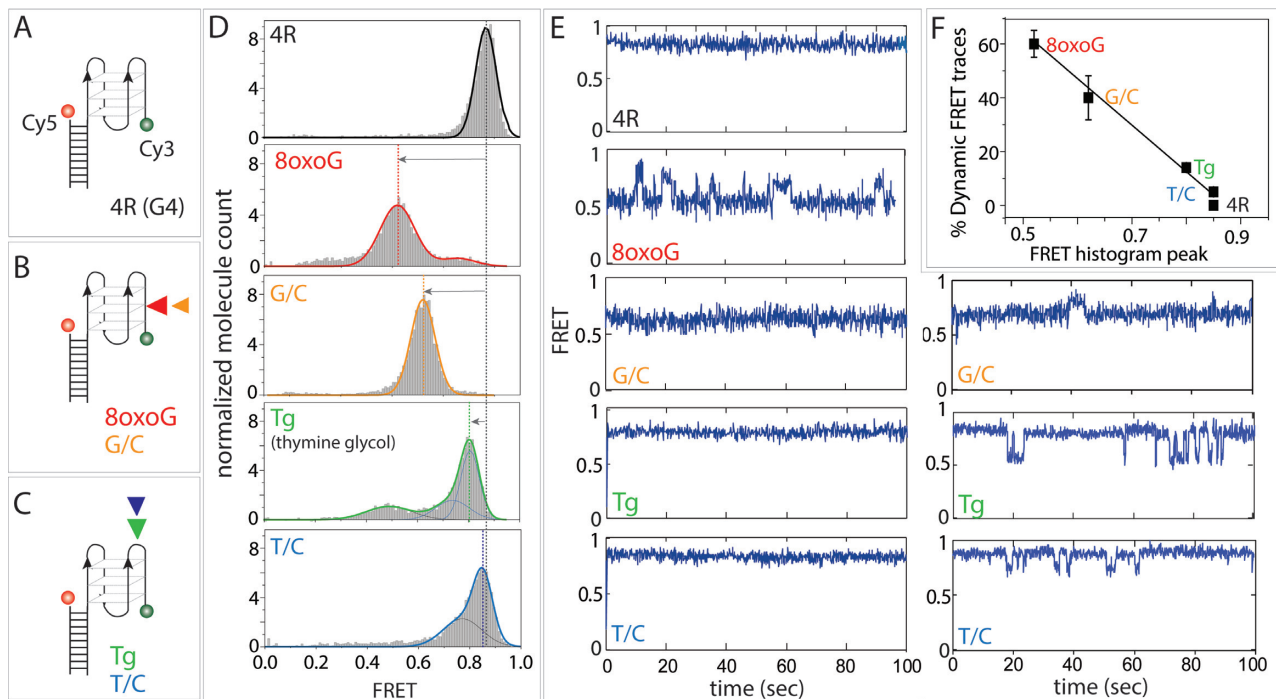 A
Cy5
Cy3
4R (G4)
B
8oxoG
G/C
C
Tg
T/C
D
normalized molecule count
4R
8
4
0
8oxoG
8
4
0
G/C
8
4
0
Tg
(thymine glycol)
8
4
0
T/C
8
4
0
0.0 0.2 0.4 0.6 0.8 1.0
FRET
E
FRET
1
0.5
4R
1
0.5
8oxoG
0
1
0.5
G/C
0
1
0.5
Tg
0
1
0.5
T/C
0
0 20 40 60 80 100
time (sec)
F
% Dynamic FRET traces
60
40
20
0
8oxoG
G/C
Tg
T/C
4R
0.5 0.7 0.9
FRET histogram peak
1
0.5
G/C
0
1
0.5
Tg
0
1
0.5
T/C
0
0 20 40 60 80 100
time (sec)